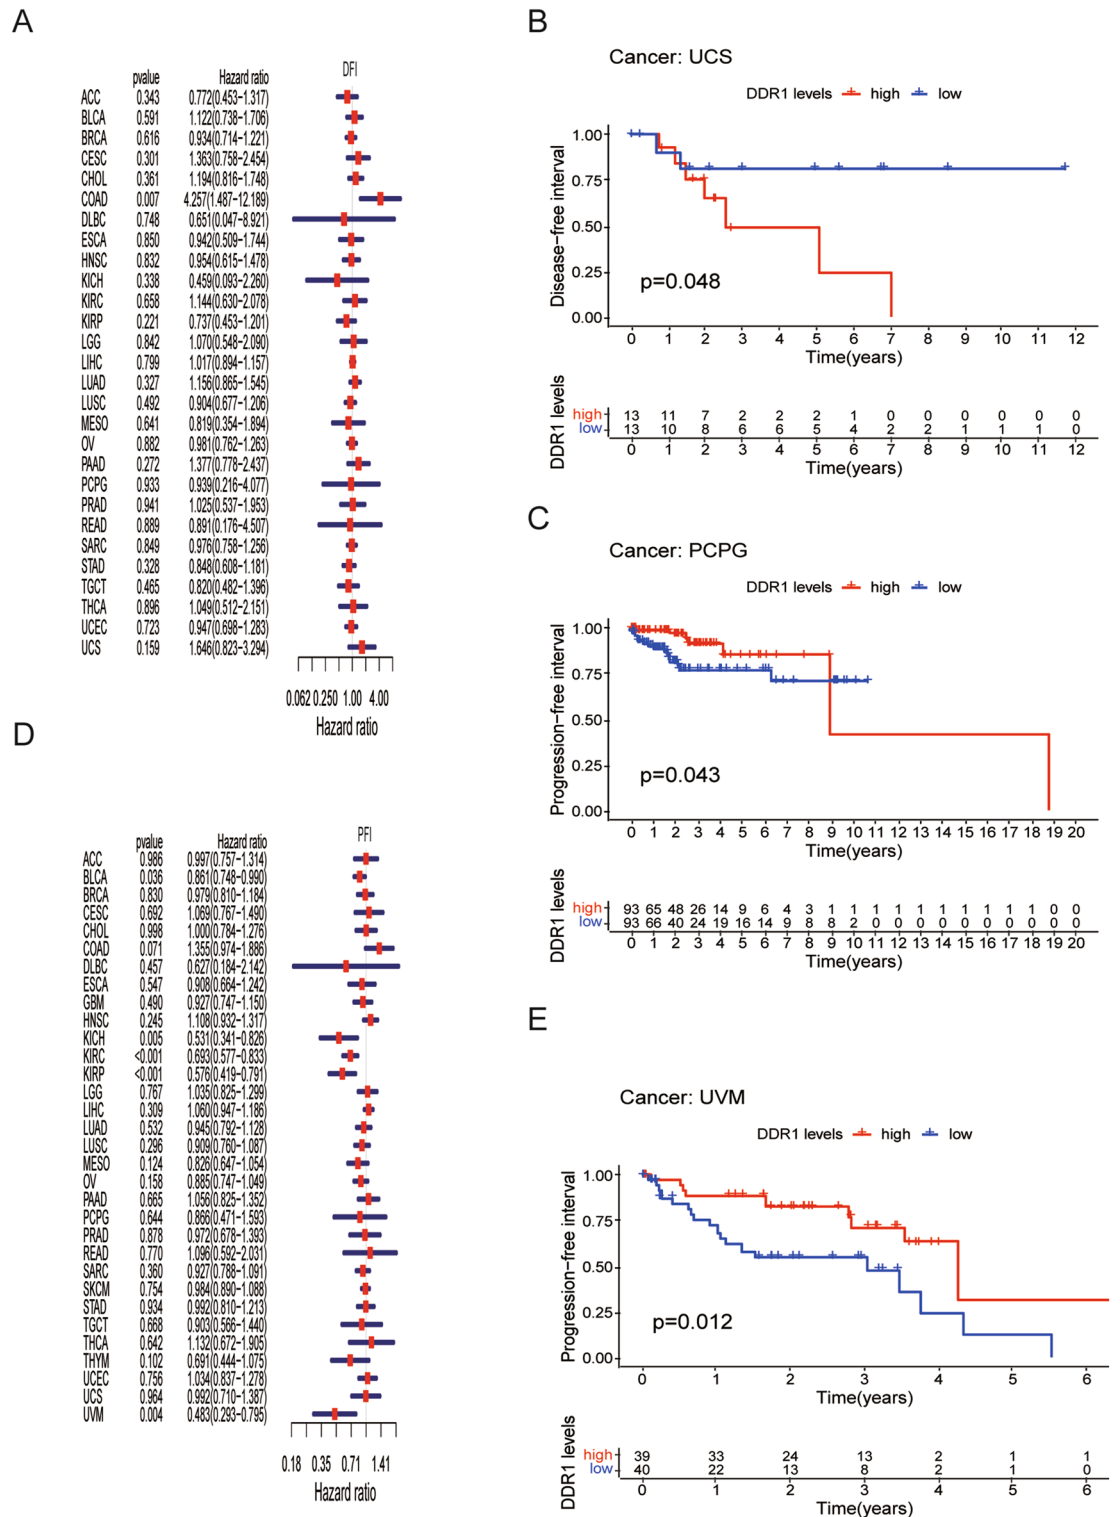 A
pvalue Hazard ratio DFI
ACC 0.343 0.772(0.453−1.317)
BLCA 0.591 1.122(0.738−1.706)
BRCA 0.616 0.934(0.714−1.221)
CESC 0.301 1.363(0.758−2.454)
CHOL 0.361 1.194(0.816−1.748)
COAD 0.007 4.257(1.487−12.189)
DLBC 0.748 0.651(0.047−8.921)
ESCA 0.850 0.942(0.509−1.744)
HNSC 0.832 0.954(0.615−1.478)
KICH 0.338 0.459(0.093−2.260)
KIRC 0.658 1.144(0.630−2.078)
KIRP 0.221 0.737(0.453−1.201)
LGG 0.842 1.070(0.548−2.090)
LIHC 0.799 1.017(0.894−1.157)
LUAD 0.327 1.156(0.865−1.545)
LUSC 0.492 0.904(0.677−1.206)
MESO 0.641 0.819(0.354−1.894)
OV 0.882 0.981(0.762−1.263)
PAAD 0.272 1.377(0.778−2.437)
PCPG 0.933 0.939(0.216−4.077)
PRAD 0.941 1.025(0.537−1.953)
READ 0.889 0.891(0.176−4.507)
SARC 0.849 0.976(0.758−1.256)
STAD 0.328 0.848(0.608−1.181)
TGCT 0.465 0.820(0.482−1.396)
THCA 0.896 1.049(0.512−2.151)
UCEC 0.723 0.947(0.698−1.283)
UCS 0.159 1.646(0.823−3.294)
0.062 0.250 1.00 4.00
Hazard ratio
B
Cancer: UCS
DDR1 levels high low
Disease−free interval
1.00
0.75
0.50
0.25
0.00
p=0.048
0 1 2 3 4 5 6 7 8 9 10 11 12
Time(years)
DDR1 levels
high 13 11 7 2 2 2 1 0 0 0 0 0 0
low 13 10 8 6 6 5 4 2 2 1 1 1 0
0 1 2 3 4 5 6 7 8 9 10 11 12
Time(years)
C
Cancer: PCPG
DDR1 levels high low
Progression−free interval
1.00
0.75
0.50
0.25
0.00
p=0.043
0 1 2 3 4 5 6 7 8 9 10 11 12 13 14 15 16 17 18 19 20
Time(years)
DDR1 levels
high 93 65 48 26 14 9 6 4 3 1 1 1 1 1 1 1 1 1 1 0 0
low 93 66 40 24 19 16 14 9 8 8 2 0 0 0 0 0 0 0 0 0 0
0 1 2 3 4 5 6 7 8 9 10 11 12 13 14 15 16 17 18 19 20
Time(years)
D
pvalue Hazard ratio PFI
ACC 0.986 0.997(0.757−1.314)
BLCA 0.036 0.861(0.748−0.990)
BRCA 0.830 0.979(0.810−1.184)
CESC 0.692 1.069(0.767−1.490)
CHOL 0.998 1.000(0.784−1.276)
COAD 0.071 1.355(0.974−1.886)
DLBC 0.457 0.627(0.184−2.142)
ESCA 0.547 0.908(0.664−1.242)
GBM 0.490 0.927(0.747−1.150)
HNSC 0.245 1.108(0.932−1.317)
KICH 0.005 0.531(0.341−0.826)
KIRC <0.001 0.693(0.577−0.833)
KIRP <0.001 0.576(0.419−0.791)
LGG 0.767 1.035(0.825−1.299)
LIHC 0.309 1.060(0.947−1.186)
LUAD 0.532 0.945(0.792−1.128)
LUSC 0.296 0.909(0.760−1.087)
MESO 0.124 0.826(0.647−1.054)
OV 0.158 0.885(0.747−1.049)
PAAD 0.665 1.056(0.825−1.352)
PCPG 0.644 0.866(0.471−1.593)
PRAD 0.878 0.972(0.678−1.393)
READ 0.770 1.096(0.592−2.031)
SARC 0.360 0.927(0.788−1.091)
SKCM 0.754 0.984(0.890−1.088)
STAD 0.934 0.992(0.810−1.213)
TGCT 0.668 0.903(0.566−1.440)
THCA 0.642 1.132(0.672−1.905)
THYM 0.102 0.691(0.444−1.075)
UCEC 0.756 1.034(0.837−1.278)
UCS 0.964 0.992(0.710−1.387)
UVM 0.004 0.483(0.293−0.795)
0.18 0.35 0.71 1.41
Hazard ratio
E
Cancer: UVM
DDR1 levels high low
Progression−free interval
1.00
0.75
0.50
0.25
0.00
p=0.012
0 1 2 3 4 5 6
Time(years)
DDR1 levels
high 39 33 24 13 2 1 1
low 40 22 13 8 2 1 0
0 1 2 3 4 5 6
Time(years)